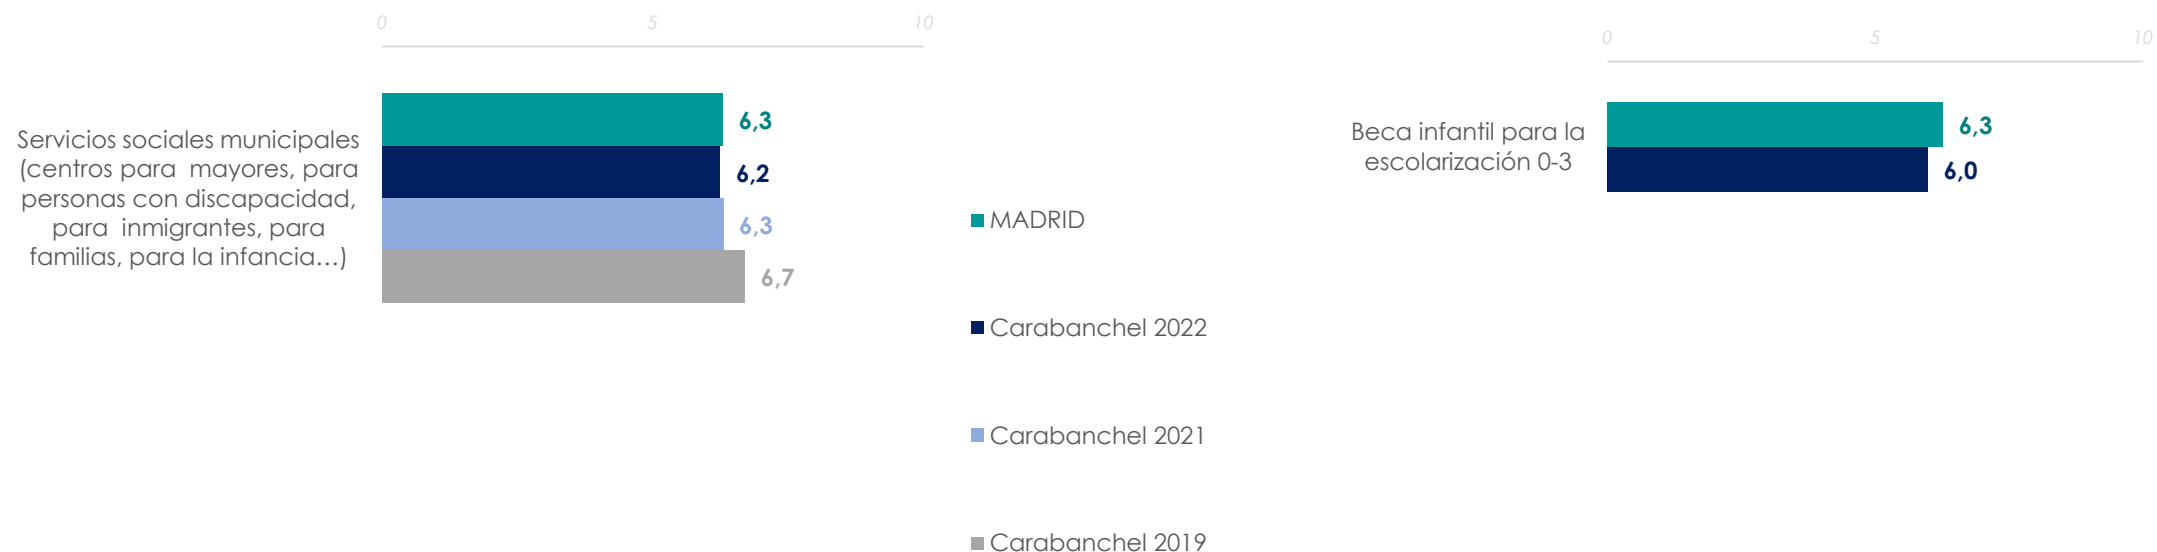 0 5 10
Servicios sociales municipales
(centros para mayores, para
personas con discapacidad,
para inmigrantes, para
familias, para la infancia…)
6,3
6,2
6,3
6,7
MADRID
Carabanchel 2022
Carabanchel 2021
Carabanchel 2019
0 5 10
Beca infantil para la
escolarización 0-3
6,3
6,0